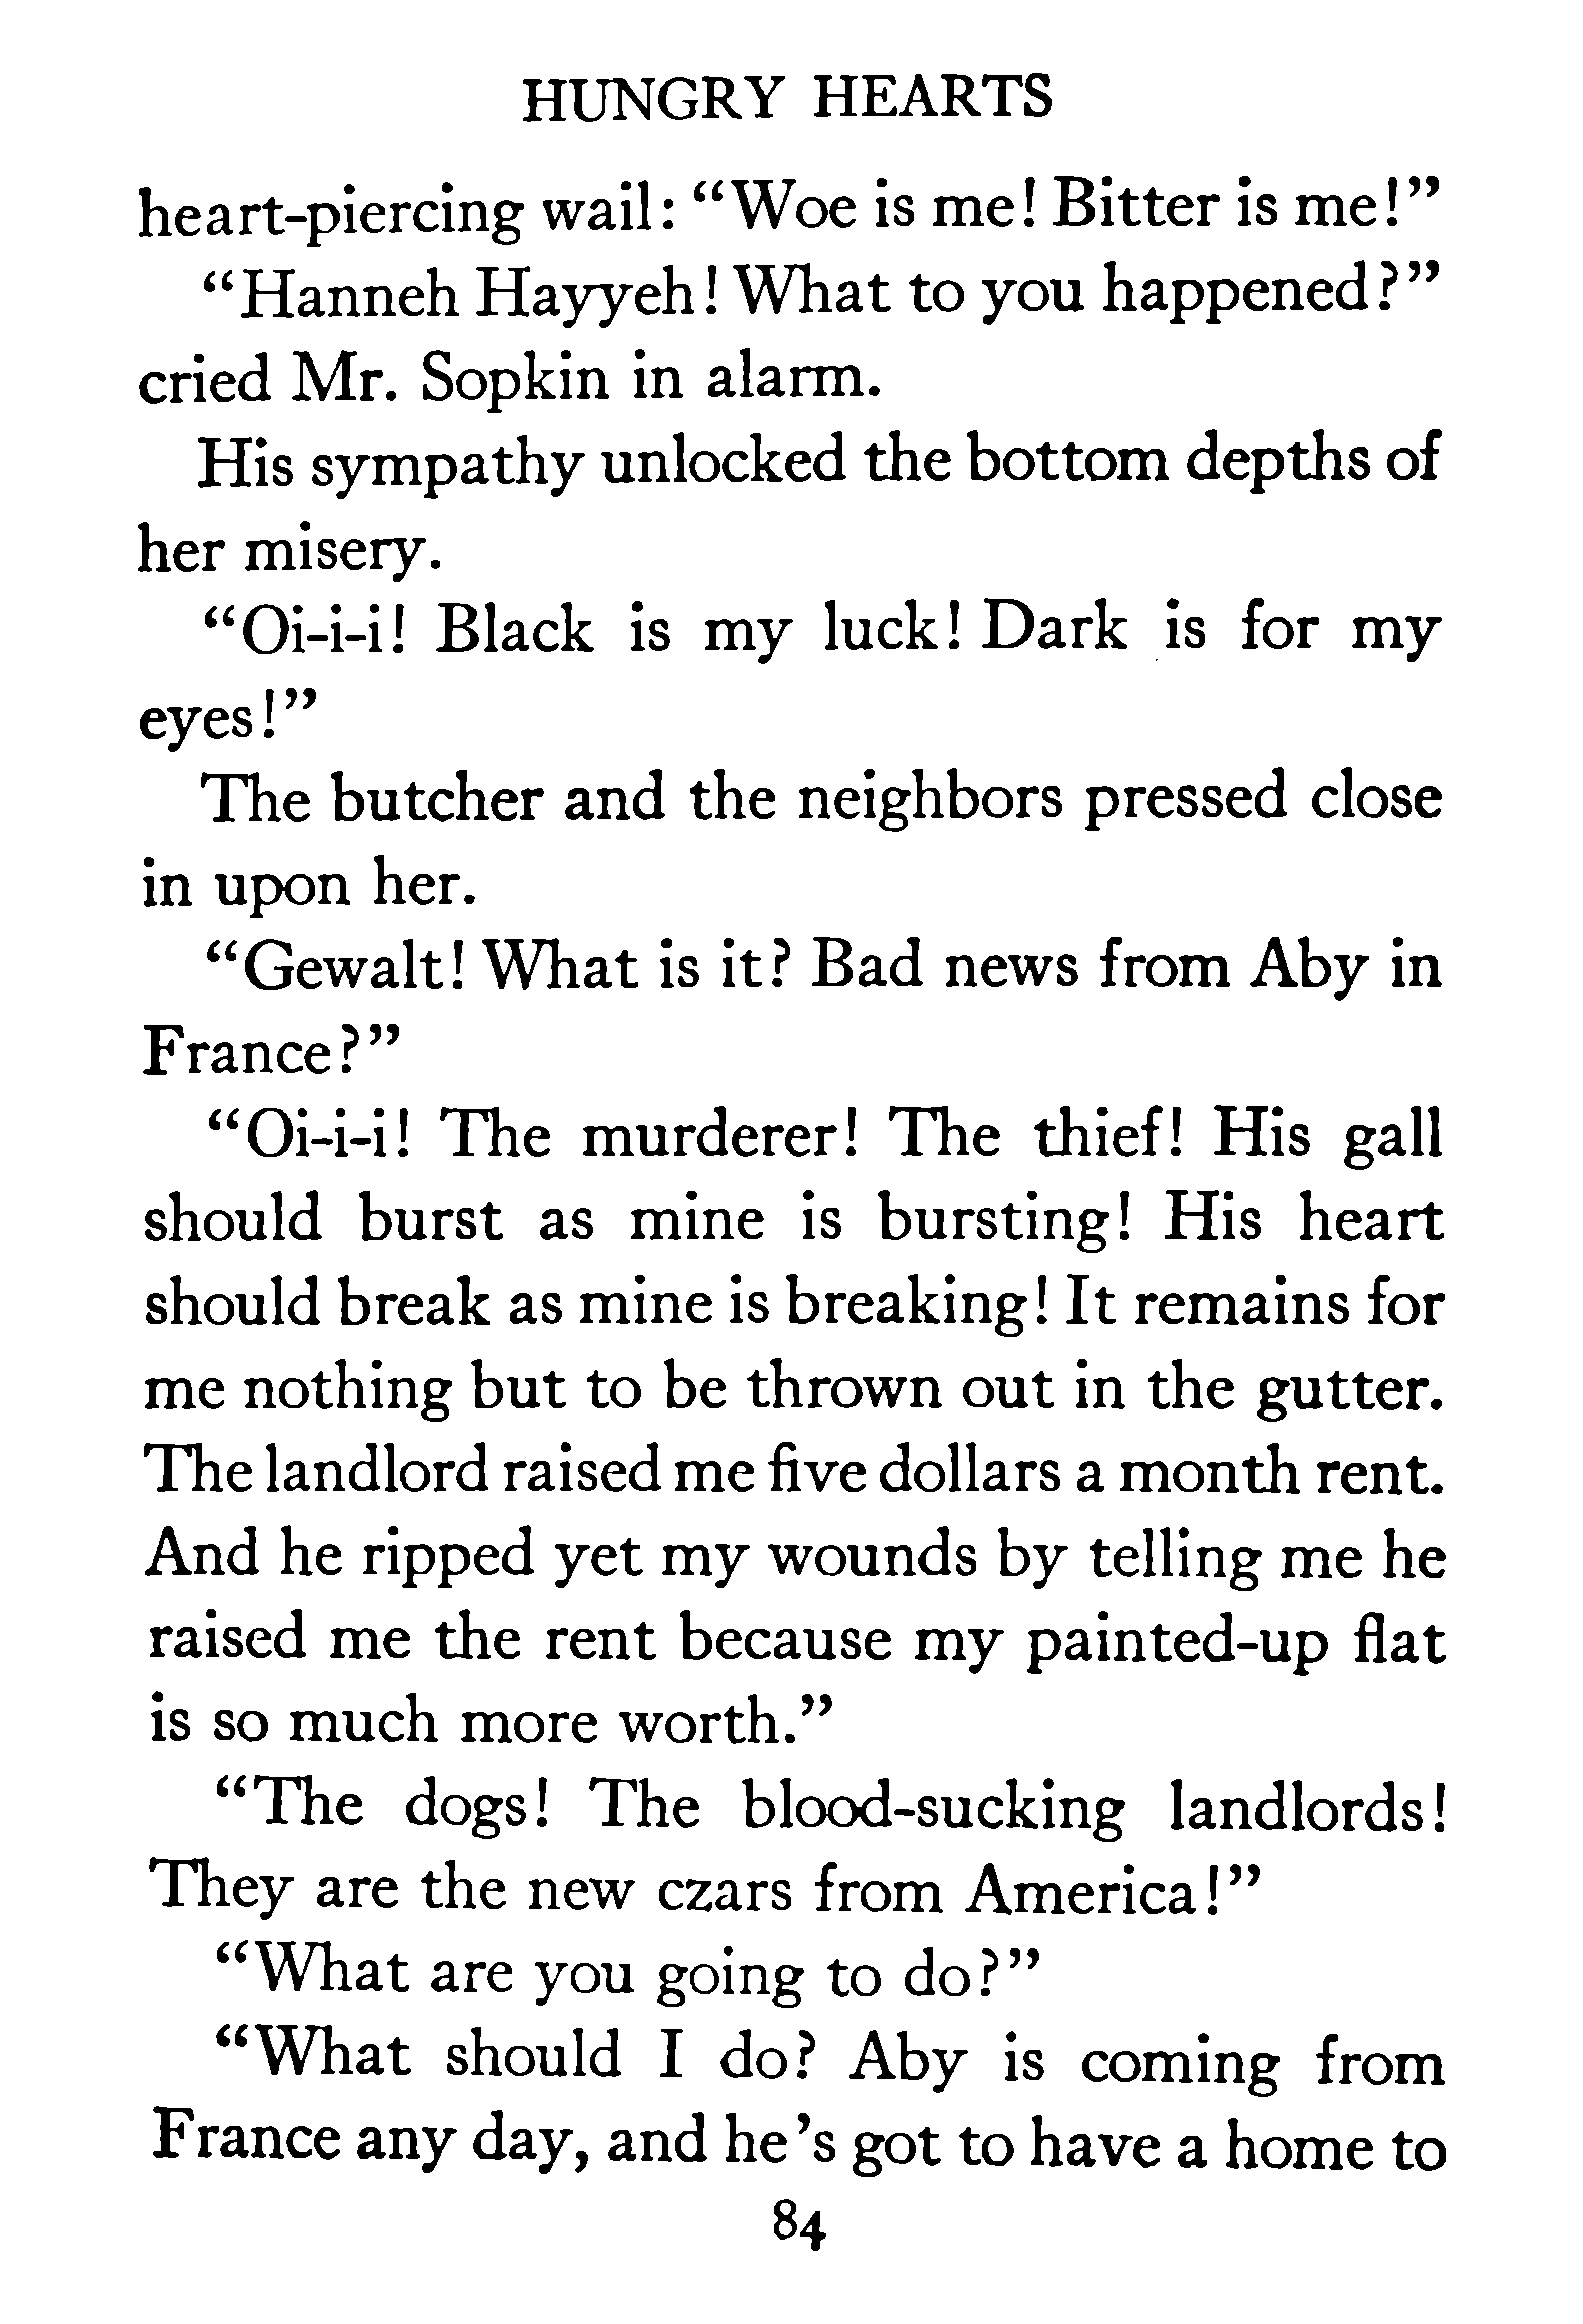 HUNGRY HEARTS
heart-piercing wail: “Woe is me! Bitter is me!”
“Hanneh Hayyeh! What to you happened?”
cried Mr. Sopkin in alarm.
His sympathy unlocked the bottom depths of
her misery.
“Oi-i-i! Black is my luck! Dark is for my
eyes!”
The butcher and the neighbors pressed close
in upon her.
“Gewalt! What is it? Bad news from Aby in
France?”
“Oi-i-i! The murderer! The thief! His gall
should burst as mine is bursting! His heart
should break as mine is breaking! It remains for
me nothing but to be thrown out in the gutter.
The landlord raised me five dollars a month rent.
And he ripped yet my wounds by telling me he
raised me the rent because my painted-up flat
is so much more worth.”
“The dogs! The blood-sucking landlords!
They are the new czars from America!”
“What are you going to do?”
“What should I do? Aby is coming from
France any day, and he’s got to have a home to
84